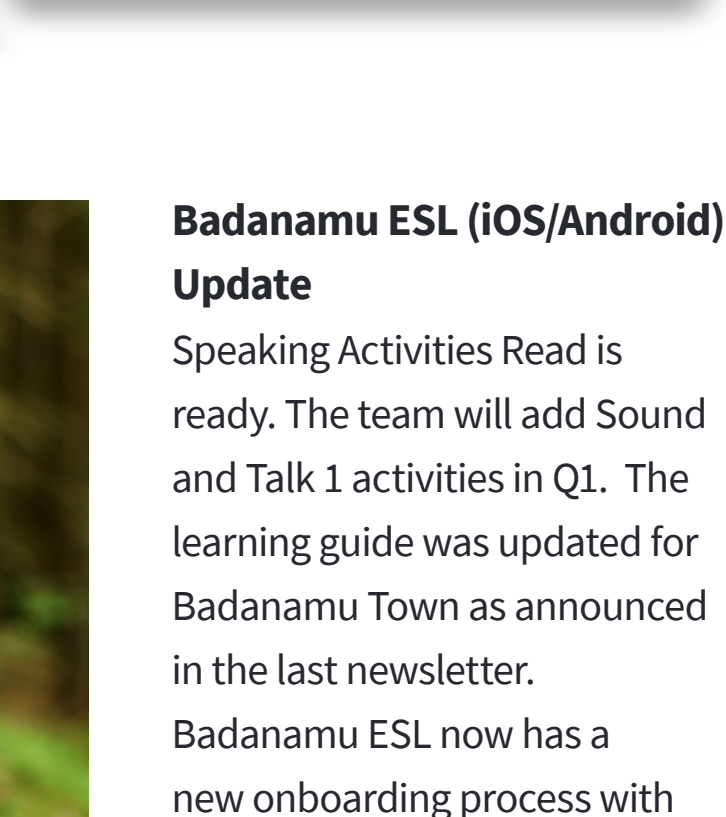 Badanamu ESL (iOS/Android)
Update
Speaking Activities Read is
ready. The team will add Sound
and Talk 1 activities in Q1.  The
learning guide was updated for
Badanamu Town as announced
in the last newsletter.
Badanamu ESL now has a
new onboarding process with